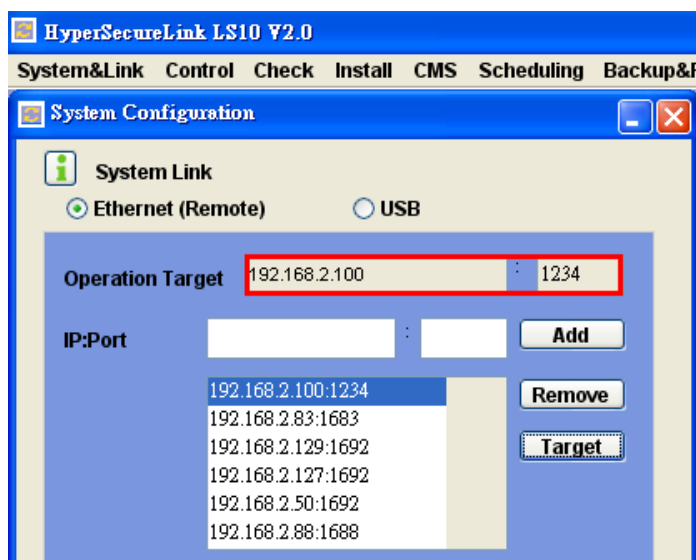 HyperSecureLink LS10 V2.0
System&Link Control Check Install CMS Scheduling Backup&
System Configuration
System Link
Ethernet (Remote) USB
Operation Target 192.168.2.100 : 1234
IP:Port : Add
192.168.2.100:1234 Remove
192.168.2.83:1683
192.168.2.129:1692 Target
192.168.2.127:1692
192.168.2.50:1692
192.168.2.88:1688